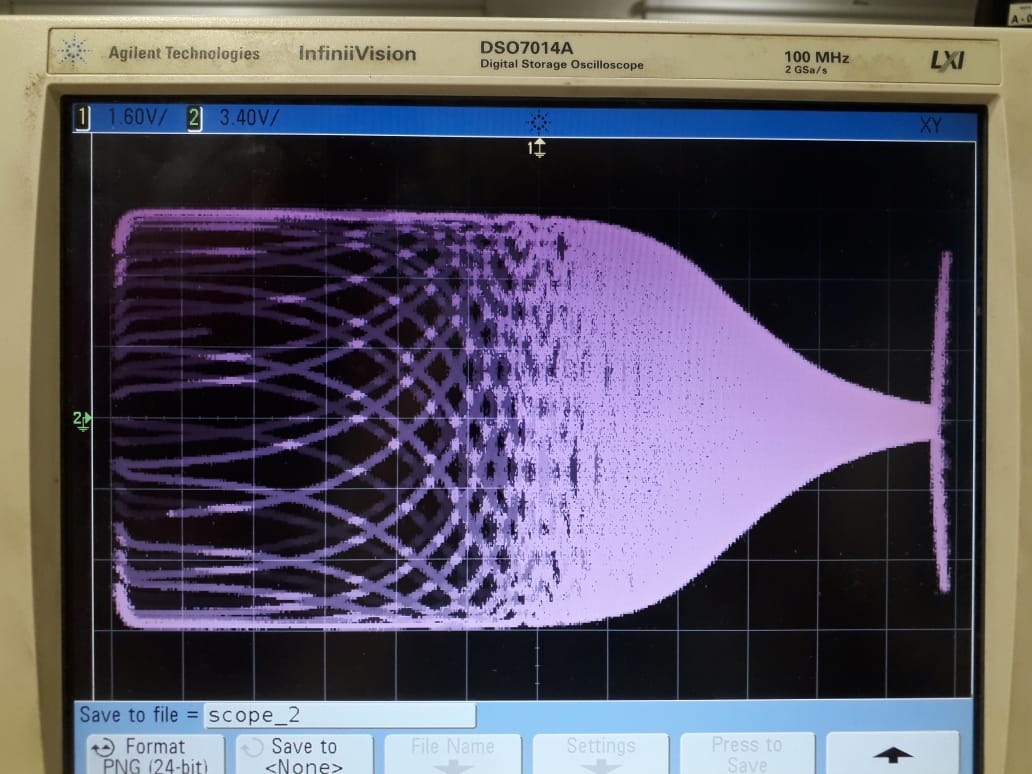 Agilent Technologies InfiniiVision DSO7014A
Digital Storage Oscilloscope
100 MHz
2 GSa/s
LXI
1 1.60V/ 2 3.40V/ XY
1
2
Save to file = scope_2
Format
PNG (24-bit)
Save to
<None>
File Name
Settings
Press to
Save